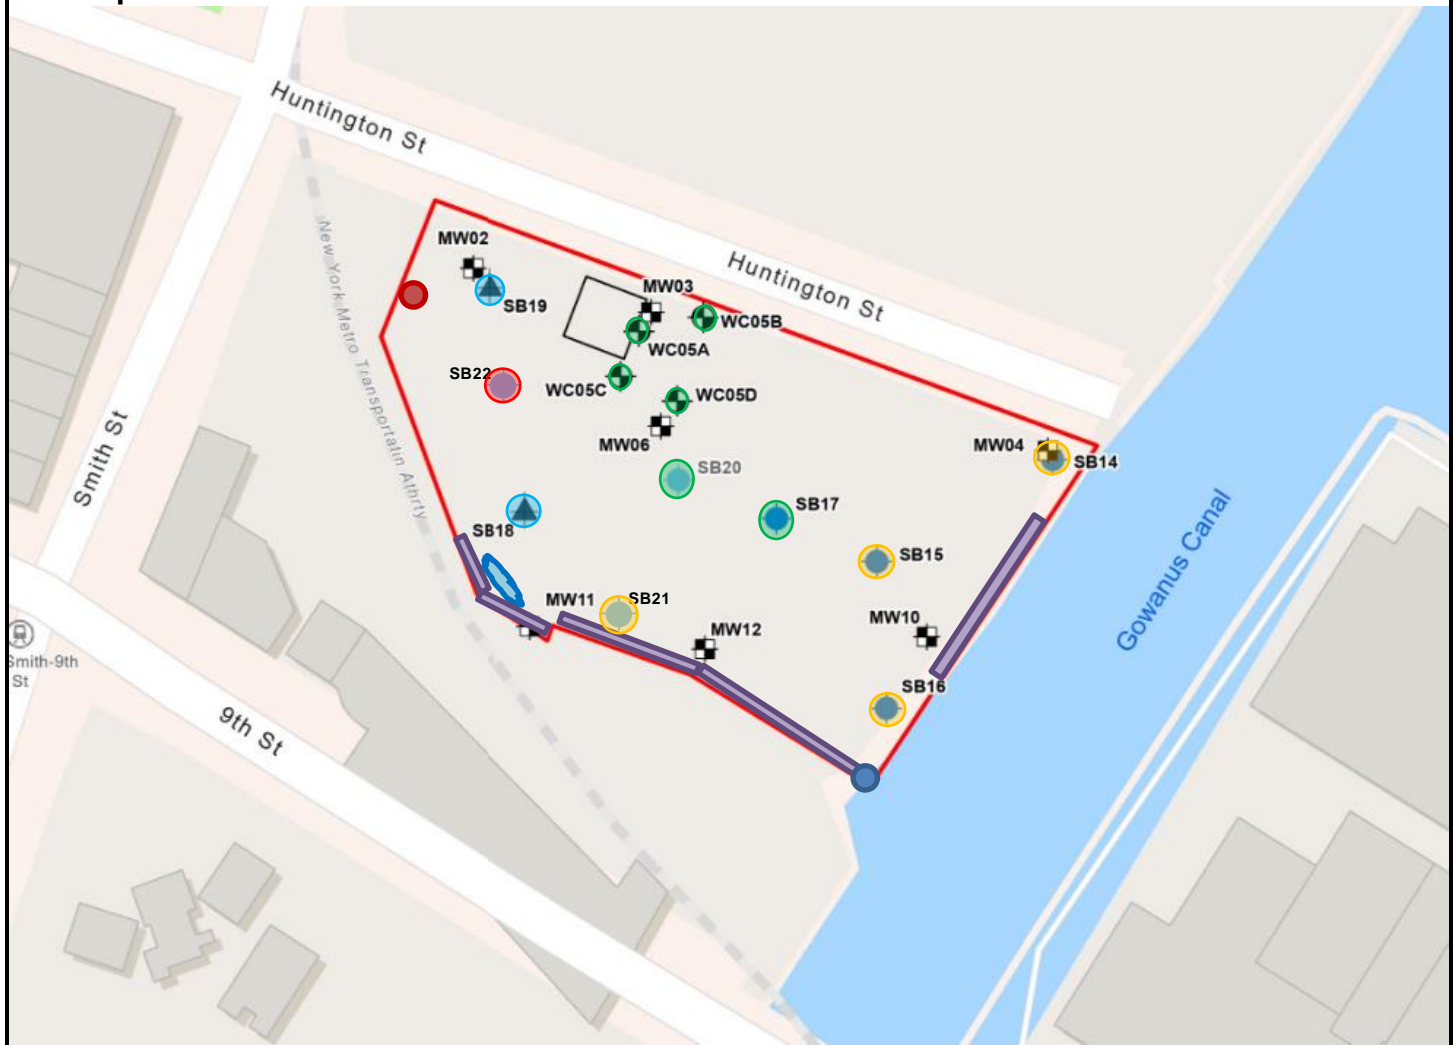 Huntington St
New York Metro Transportatin Athrty
MW02
SB19
MW03
Huntington St
WC05B
WC05A
SB22
WC05C
WC05D
MW06
MW04
SB14
SB20
SB17
Smith St
SB18
SB15
Gowanus Canal
MW11
SB21
MW12
MW10
Smith-9th
St
SB16
9th St